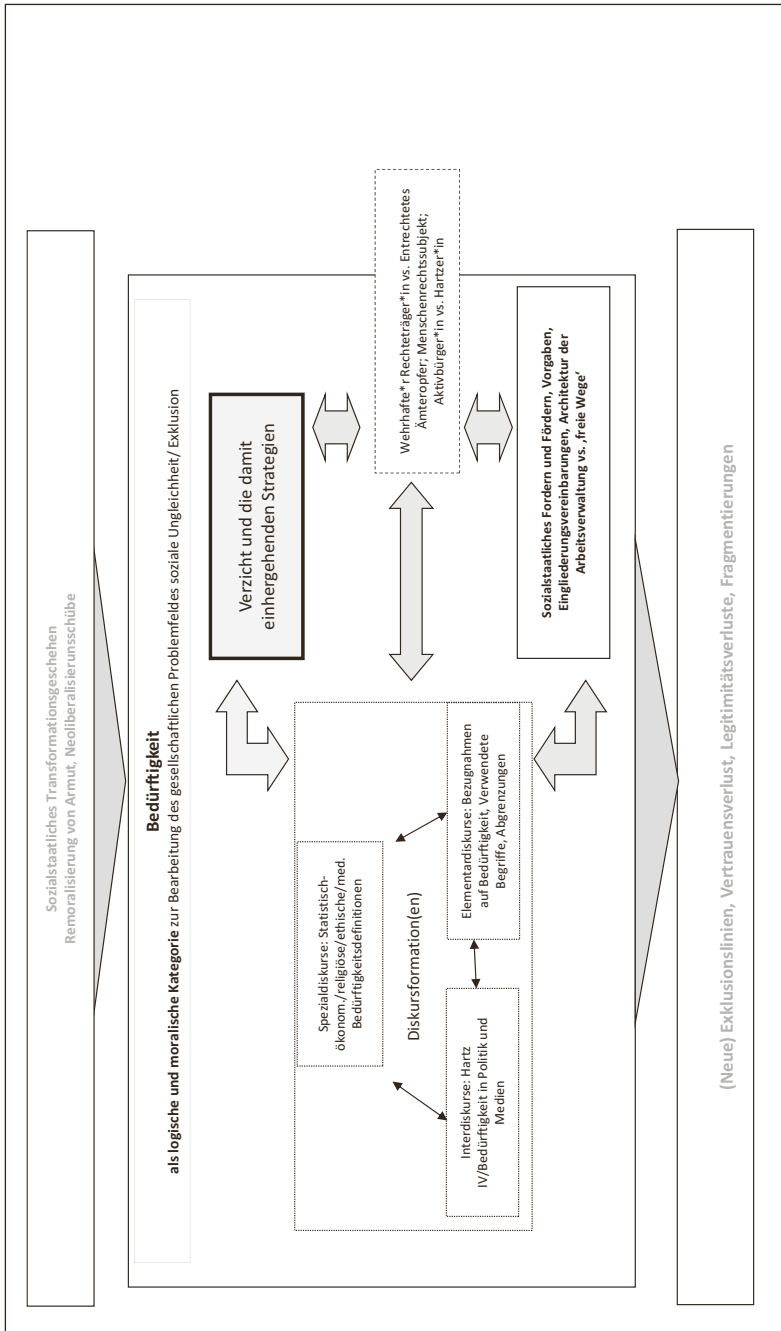 Sozialstaatliches Transformationsgeschehen
Remoralisierung von Armut, Neoliberalisierunsschübe
Bedürftigkeit
als logische und moralische Kategorie zur Bearbeitung des gesellschaftlichen Problemfeldes soziale Ungleichheit/ Exklusion
Spezialdiskurse: Statistisch-
ökonom./religiöse/ethische/med.
Bedürftigkeitsdefinitionen
Diskursformation(en)
Interdiskurse: Hartz
IV/Bedürftigkeit in Politik und
Medien
Elementardiskurse: Bezugnahmen
auf Bedürftigkeit, Verwendete
Begriffe, Abgrenzungen
Verzicht und die damit
einhergehenden Strategien
Wehrhafte*r Rechteträger*in vs. Entrechtetes
Ämteropfer; Menschenrechtssubjekt;
Aktivbürger*in vs. Hartzer*in
Sozialstaatliches Fordern und Fördern, Vorgaben,
Eingliederungsvereinbarungen, Architektur der
Arbeitsverwaltung vs. ‚freie Wege‘
(Neue) Exklusionslinien, Vertrauensverlust, Legitimitätsverluste, Fragmentierungen